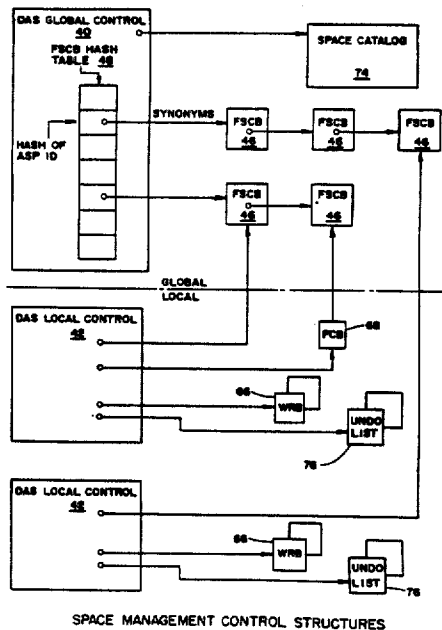 DAS GLOBAL CONTROL
40
FSCB HASH
TABLE 48
HASH OF
ASP ID
SYNONYMS
SPACE CATALOG
74
FSCB
46
FSCB
46
FSCB
46
FSCB
46
FSCB
46
GLOBAL
LOCAL
DAS LOCAL CONTROL
42
FCB
68
66
WRB
UNDO
LIST
76
DAS LOCAL CONTROL
42
66
WRB
UNDO
LIST
76
SPACE MANAGEMENT CONTROL STRUCTURES